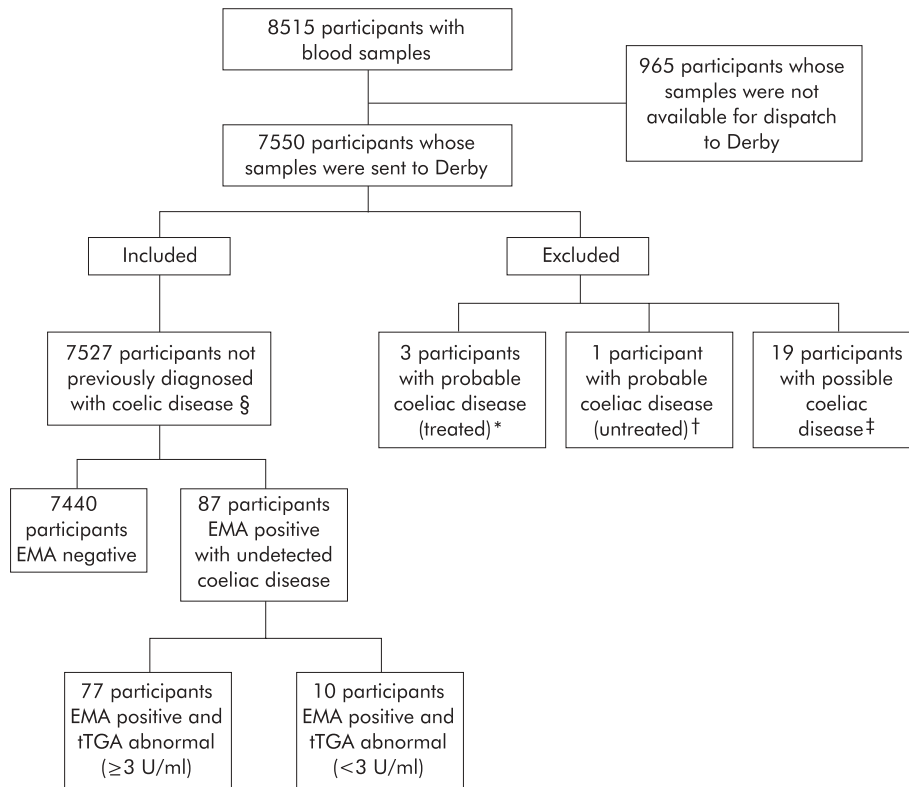 8515 participants with
blood samples
965 participants whose
samples were not
available for dispatch
to Derby
7550 participants whose
samples were sent to Derby
Included
Excluded
7527 participants not
previously diagnosed
with coelic disease §
3 participants
with probable
coeliac disease
(treated)*
1 participant
with probable
coeliac disease
(untreated)†
19 participants
with possible
coeliac
disease‡
7440
participants
EMA negative
87 participants
EMA positive
with undetected
coeliac disease
77 participants
EMA positive and
tTGA abnormal
(≥3 U/ml)
10 participants
EMA positive and
tTGA abnormal
(<3 U/ml)